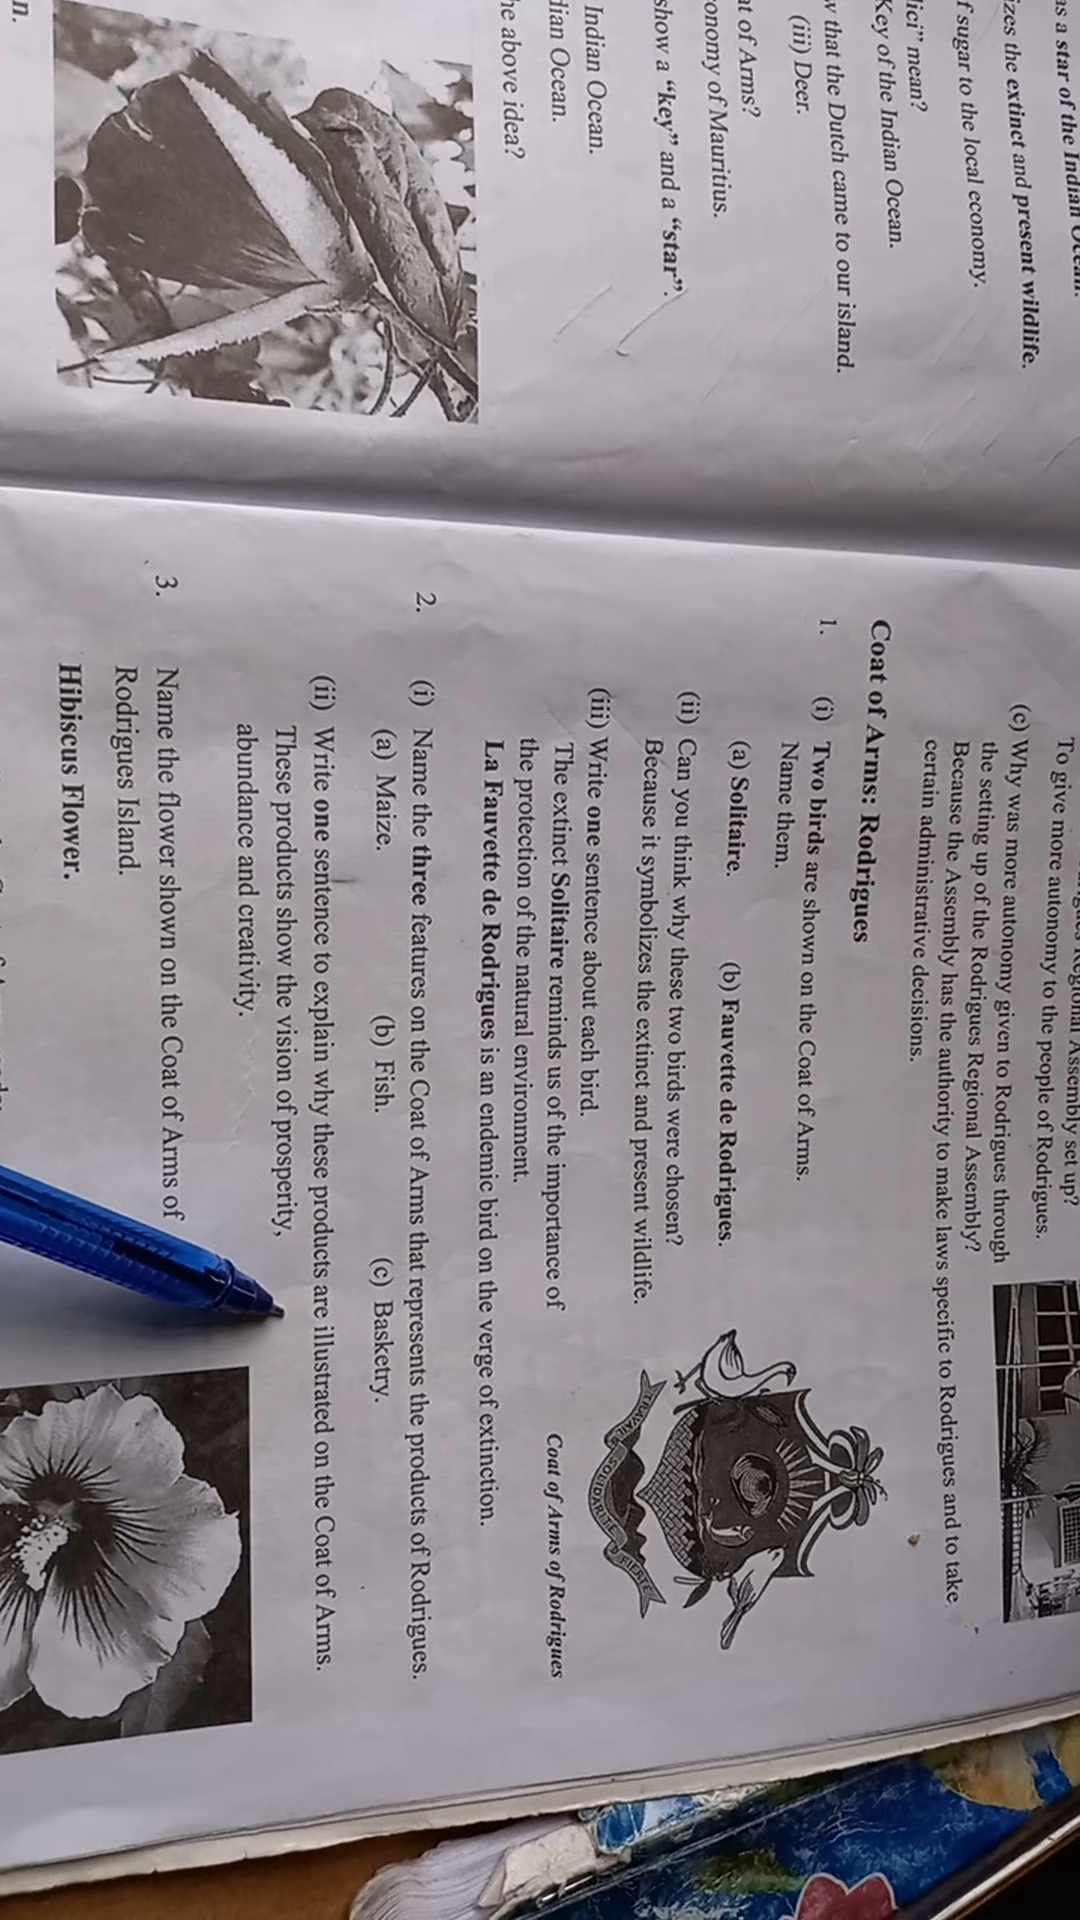 as a star of the Indian Ocean.
izes the extinct and present wildlife.
f sugar to the local economy.
lici" mean?
Key of the Indian Ocean.
w that the Dutch came to our island.
(ii) Deer.
at of Arms?
onomy of Mauritius.
show a "key" and a "star".
Indian Ocean.
dian Ocean.
he above idea?
n.
Regional Assembly set up?
To give more autonomy to the people of Rodrigues.
(c) Why was more autonomy given to Rodrigues through
the setting up of the Rodrigues Regional Assembly?
Because the Assembly has the authority to make laws specific to Rodrigues and to take
certain administrative decisions.
Coat of Arms: Rodrigues
1. (i) Two birds are shown on the Coat of Arms.
Name them.
(a) Solitaire. (b) Fauvette de Rodrigues.
(ii) Can you think why these two birds were chosen?
Because it symbolizes the extinct and present wildlife.
(iii) Write one sentence about each bird.
The extinct Solitaire reminds us of the importance of
the protection of the natural environment.
La Fauvette de Rodrigues is an endemic bird on the verge of extinction.
SOLIDARITE FIERTE
Coat of Arms of Rodrigues
2. (i) Name the three features on the Coat of Arms that represents the products of Rodrigues.
(a) Maize. (b) Fish. (c) Basketry.
(ii) Write one sentence to explain why these products are illustrated on the Coat of Arms.
These products show the vision of prosperity,
abundance and creativity.
3. Name the flower shown on the Coat of Arms of
Rodrigues Island.
Hibiscus Flower.